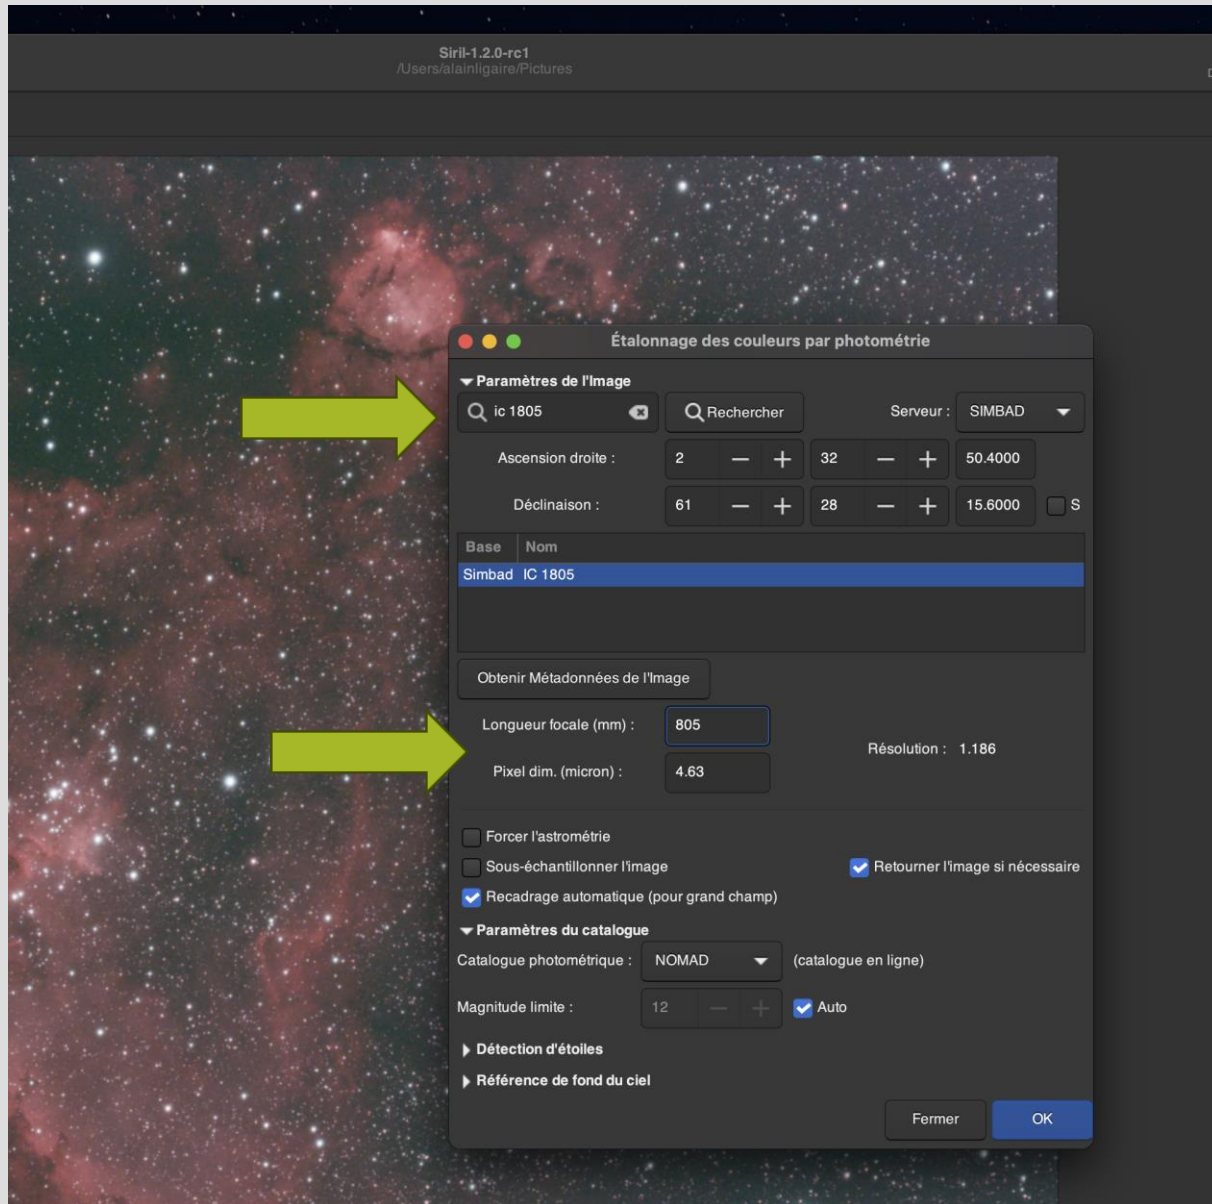 Siril-1.2.0-rc1
/Users/alainligaire/Pictures
Étalonnage des couleurs par photométrie
Paramètres de l'Image
ic 1805 Rechercher Serveur : SIMBAD
Ascension droite : 2 32 50.4000
Déclinaison : 61 28 15.6000 S
Base Nom
Simbad IC 1805
Obtenir Métadonnées de l'Image
Longueur focale (mm) : 805
Résolution : 1.186
Pixel dim. (micron) : 4.63
Forcer l'astrométrie
Sous-échantillonner l'image Retourner l'image si nécessaire
Recadrage automatique (pour grand champ)
Paramètres du catalogue
Catalogue photométrique : NOMAD (catalogue en ligne)
Magnitude limite : 12 Auto
Détection d'étoiles
Référence de fond du ciel
Fermer OK